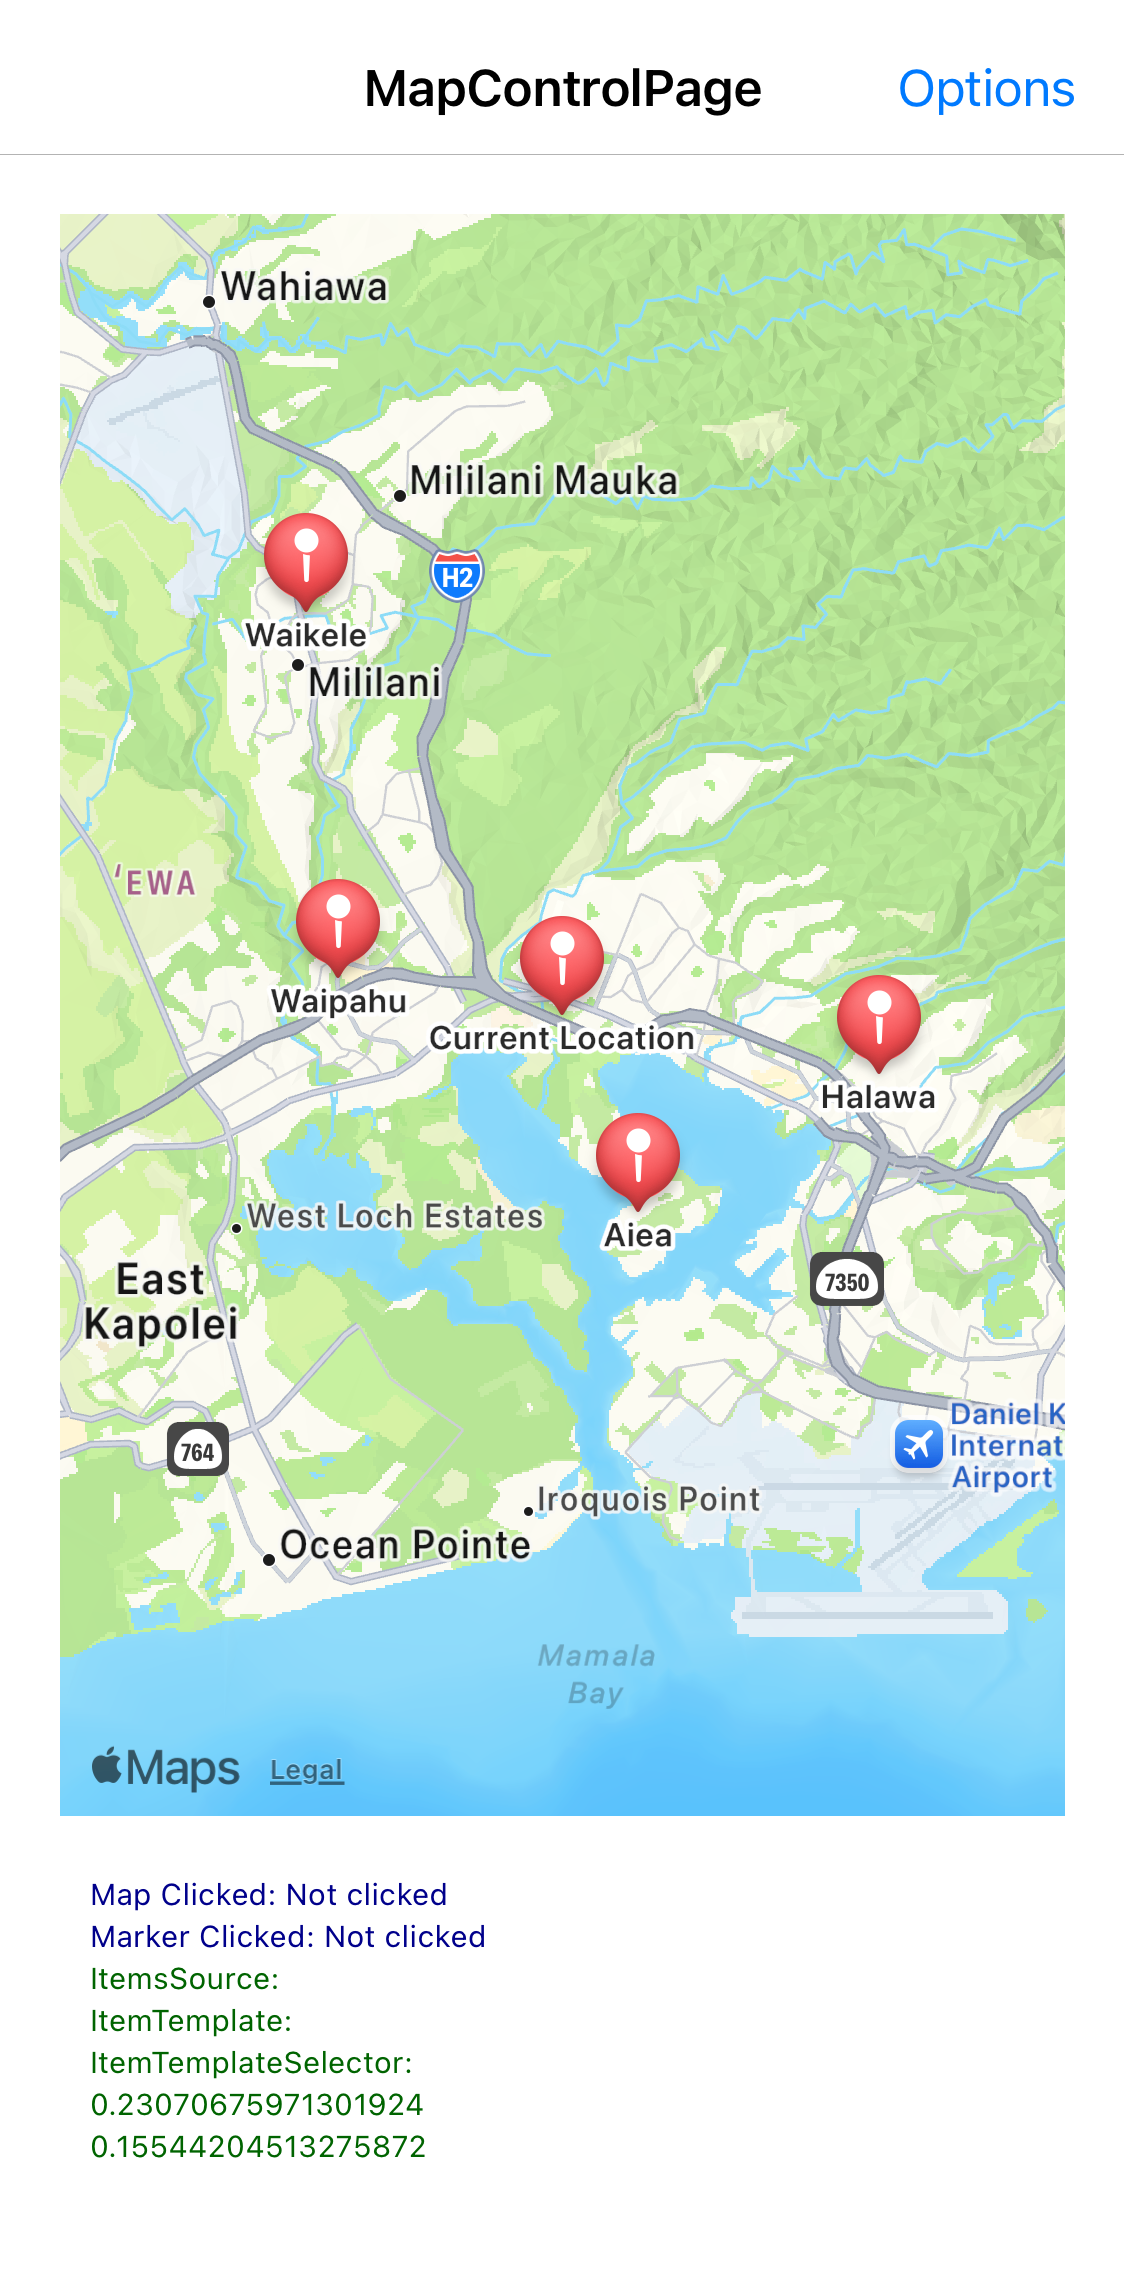 MapControlPage
Options
Wahiawa
Mililani Mauka
H2
Waikele
Mililani
ʻEWA
Waipahu
Current Location
Halawa
Aiea
West Loch Estates
East
Kapolei
7350
764
Daniel K
Internat
Airport
Iroquois Point
Ocean Pointe
Mamala
Bay
Maps
Legal
Map Clicked: Not clicked
Marker Clicked: Not clicked
ItemsSource:
ItemTemplate:
ItemTemplateSelector:
0.23070675971301924
0.15544204513275872